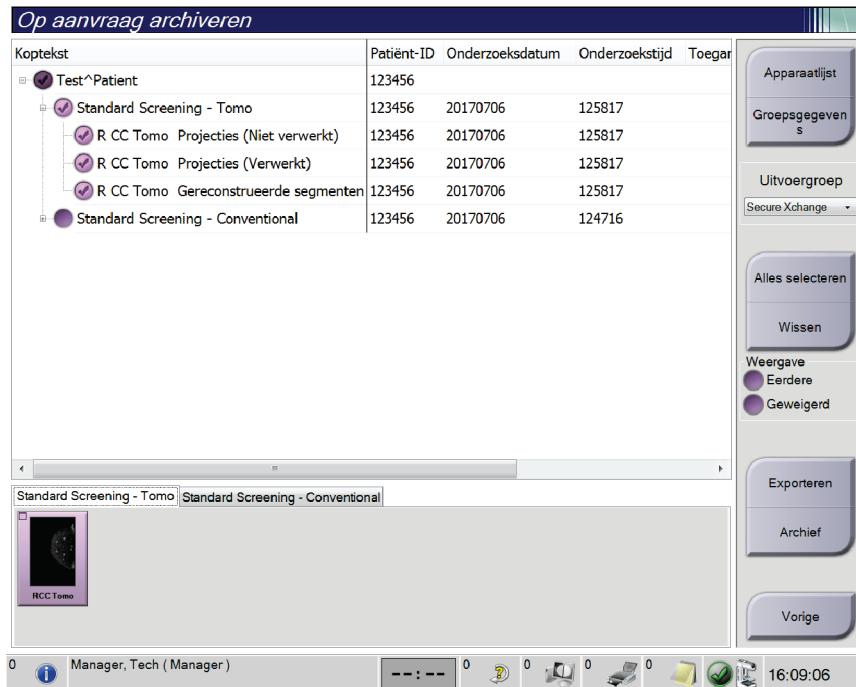 Op aanvraag archiveren
Koptekst Patiënt-ID Onderzoeksdatum Onderzoekstijd Toegar
Test^Patient 123456
Standard Screening - Tomo 123456 20170706 125817
R CC Tomo Projecties (Niet verwerkt) 123456 20170706 125817
R CC Tomo Projecties (Verwerkt) 123456 20170706 125817
R CC Tomo Gereconstrueerde segmenten 123456 20170706 125817
Standard Screening - Conventional 123456 20170706 124716
Apparaatlijst
Groepsgegeven
s
Uitvoergroep
Secure Xchange
Alles selecteren
Wissen
Weergave
Eerdere
Geweigerd
Exporteren
Archief
Vorige
Standard Screening - Tomo Standard Screening - Conventional
RCC Tomo
0 Manager, Tech ( Manager ) --:-- 0 0 0 0 16:09:06